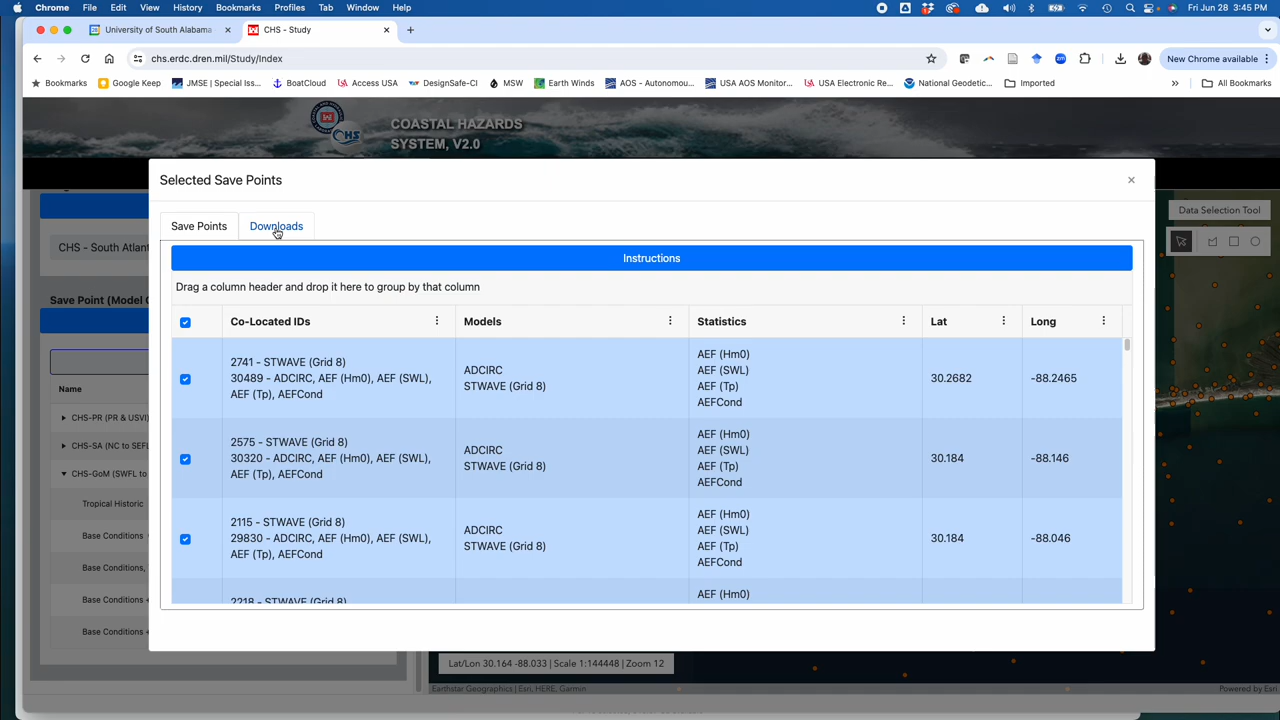 Chrome File Edit View History Bookmarks Profiles Tab Window Help Fri Jun 28 3:45 PM
University of South Alabama CHS - Study
chs.erdc.dren.mil/Study/Index New Chrome available
Bookmarks Google Keep JMSE | Special Iss... BoatCloud Access USA DesignSafe-CI MSW Earth Winds AOS - Autonomou... USA AOS Monitor... USA Electronic Re... National Geodetic... Imported All Bookmarks
CHS
COASTAL HAZARDS
SYSTEM, V2.0
Selected Save Points
Save Points Downloads
Data Selection Tool
CHS - South Atlant
Instructions
Drag a column header and drop it here to group by that column
Save Point (Model
Co-Located IDs Models Statistics Lat Long
2741 - STWAVE (Grid 8)
30489 - ADCIRC, AEF (Hm0), AEF (SWL),
AEF (Tp), AEFCond
ADCIRC
STWAVE (Grid 8)
AEF (Hm0)
AEF (SWL)
AEF (Tp)
AEFCond
30.2682 -88.2465
2575 - STWAVE (Grid 8)
30320 - ADCIRC, AEF (Hm0), AEF (SWL),
AEF (Tp), AEFCond
ADCIRC
STWAVE (Grid 8)
AEF (Hm0)
AEF (SWL)
AEF (Tp)
AEFCond
30.184 -88.146
2115 - STWAVE (Grid 8)
29830 - ADCIRC, AEF (Hm0), AEF (SWL),
AEF (Tp), AEFCond
ADCIRC
STWAVE (Grid 8)
AEF (Hm0)
AEF (SWL)
AEF (Tp)
AEFCond
30.184 -88.046
2218 - STWAVE (Grid 8)
AEF (Hm0)
Name
CHS-PR (PR & USVI)
CHS-SA (NC to SEFL
CHS-GoM (SWFL to
Tropical Historic
Base Conditions
Base Conditions,
Base Conditions +
Base Conditions +
Lat/Lon 30.164 -88.033 | Scale 1:144448 | Zoom 12
Earthstar Geographics | Esri, HERE, Garmin Powered by Esri